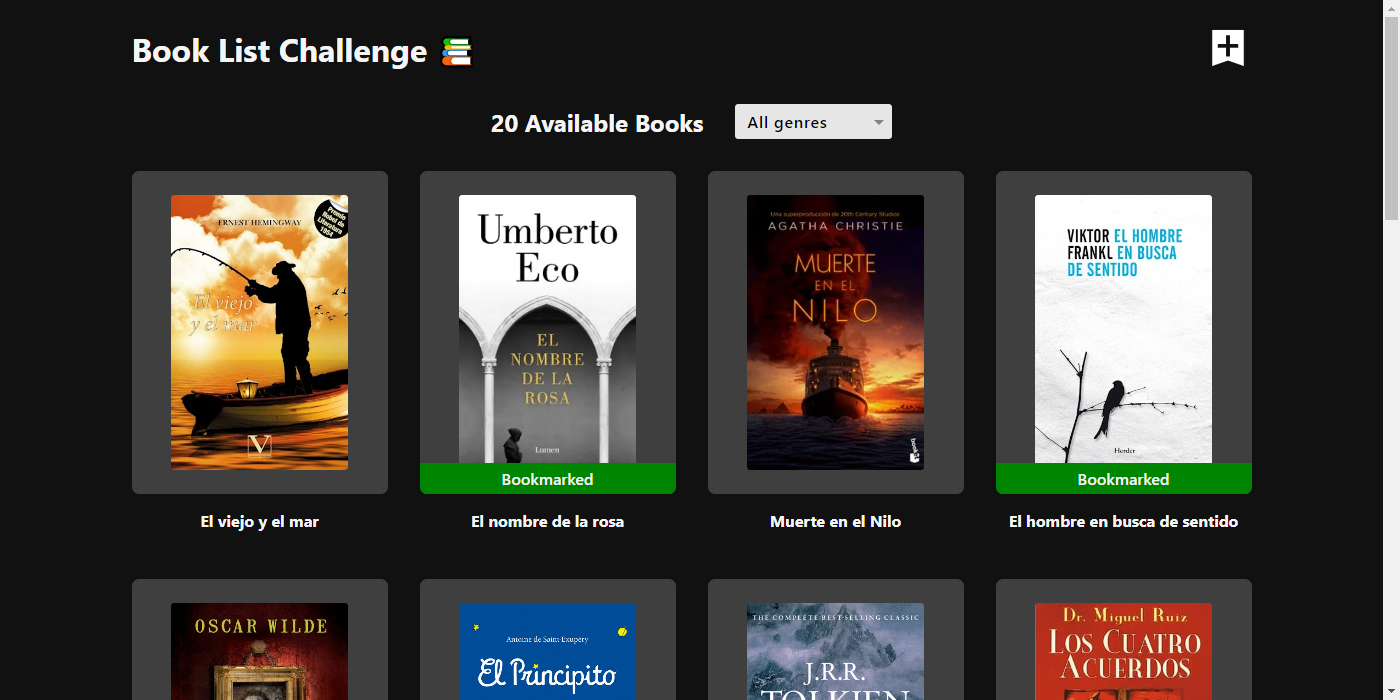 Book List Challenge
20 Available Books
All genres
ERNEST HEMINGWAY
Premio
Nobel de
Literatura
1954
El viejo
y el mar
V
El viejo y el mar
Umberto
Eco
EL
NOMBRE
DE LA
ROSA
Lumen
Bookmarked
El nombre de la rosa
Una superproducción de 20th Century Studios
AGATHA CHRISTIE
MUERTE
EN EL
NILO
booket
Muerte en el Nilo
VIKTOR EL HOMBRE
FRANKL EN BUSCA
DE SENTIDO
Herder
Bookmarked
El hombre en busca de sentido
OSCAR WILDE
Antoine de Saint-Exupéry
El Principito
THE COMPLETE BEST-SELLING CLASSIC
J.R.R.
TOLKIEN
Dr. Miguel Ruiz
LOS CUATRO
ACUERDOS